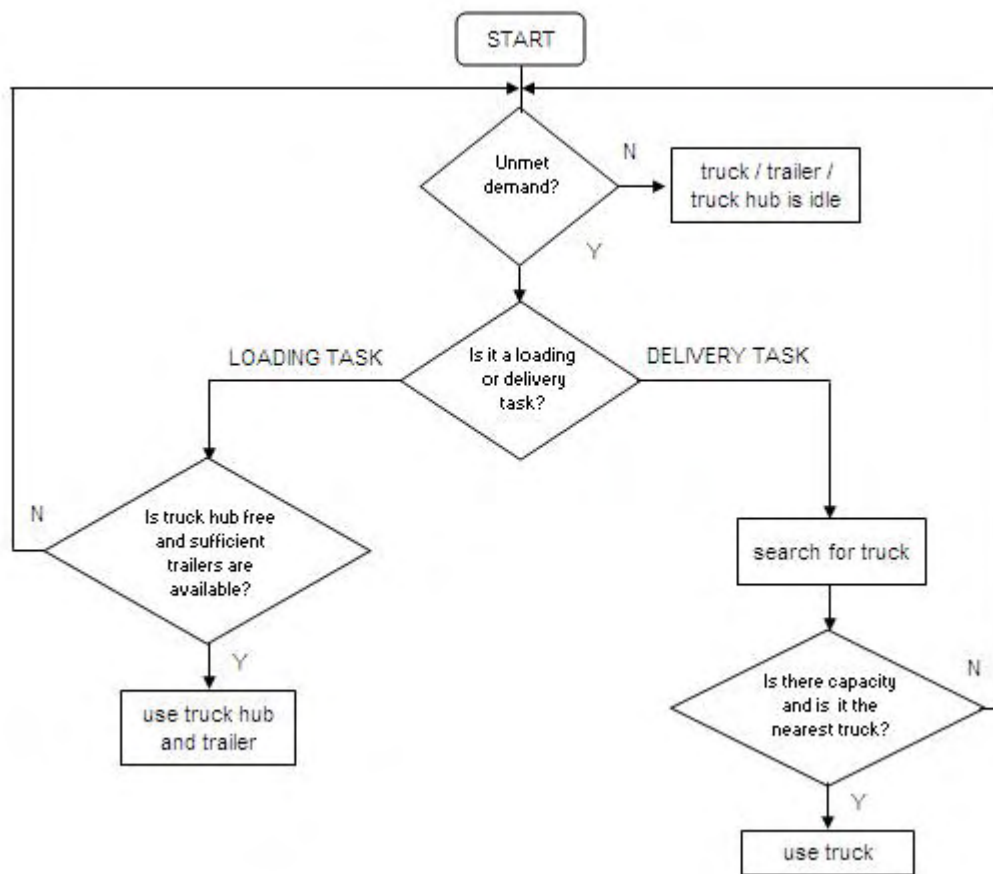 START
Unmet
demand?
N
truck / trailer /
truck hub is idle
Y
Is it a loading
or delivery
task?
LOADING TASK
DELIVERY TASK
N
Is truck hub free
and sufficient
trailers are
available?
Y
use truck hub
and trailer
search for truck
Is there capacity
and is it the
nearest truck?
N
Y
use truck